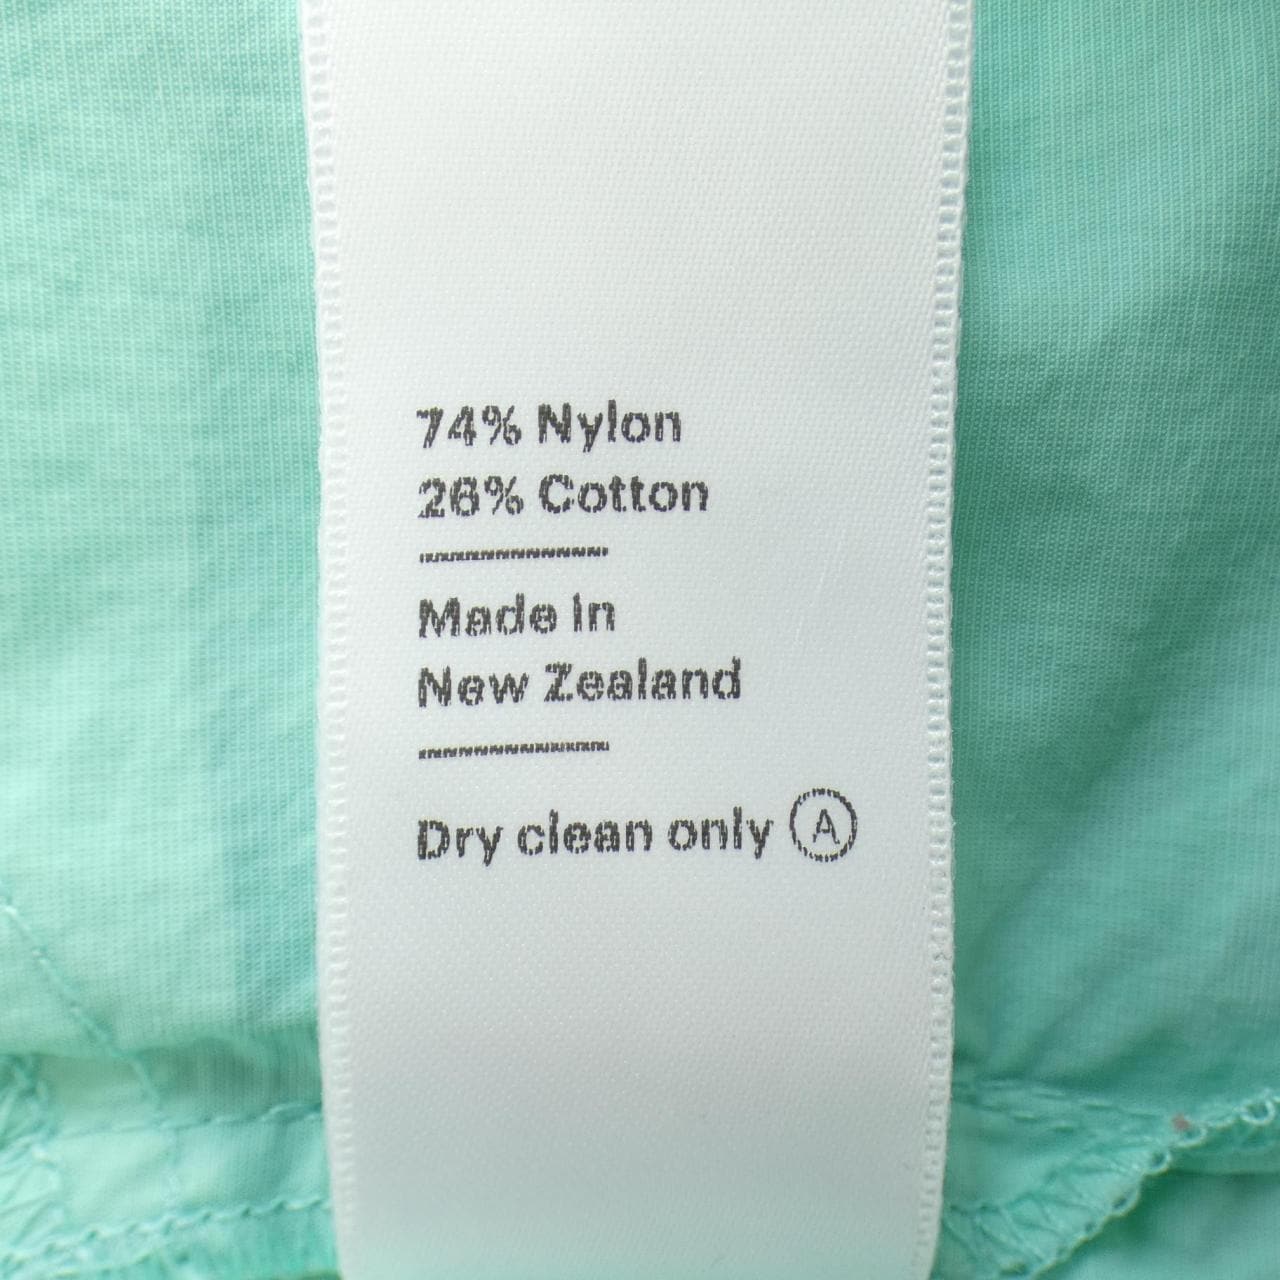 74% Nylon
26% Cotton
Made in
New Zealand
Dry clean only Ⓐ